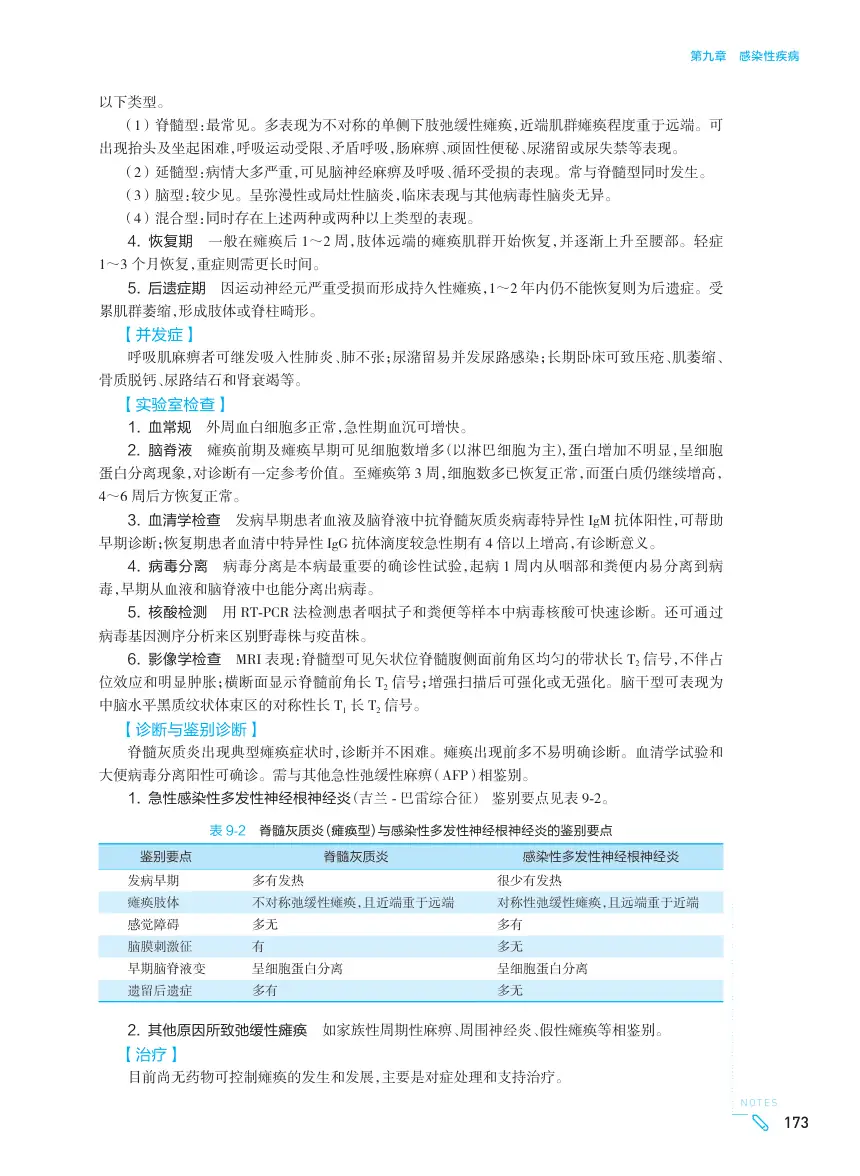 第九章 感染性疾病
以下类型。
（1）脊髓型:最常见。多表现为不对称的单侧下肢弛缓性瘫痪,近端肌群瘫痪程度重于远端。可
出现抬头及坐起困难,呼吸运动受限、矛盾呼吸,肠麻痹、顽固性便秘、尿潴留或尿失禁等表现。
（2）延髓型:病情大多严重,可见脑神经麻痹及呼吸、循环受损的表现。常与脊髓型同时发生。
（3）脑型:较少见。呈弥漫性或局灶性脑炎,临床表现与其他病毒性脑炎无异。
（4）混合型:同时存在上述两种或两种以上类型的表现。
4. 恢复期 一般在瘫痪后 1～2 周,肢体远端的瘫痪肌群开始恢复,并逐渐上升至腰部。轻症
1～3 个月恢复,重症则需更长时间。
5. 后遗症期 因运动神经元严重受损而形成持久性瘫痪,1～2 年内仍不能恢复则为后遗症。受
累肌群萎缩,形成肢体或脊柱畸形。
【并发症】
呼吸肌麻痹者可继发吸入性肺炎、肺不张;尿潴留易并发尿路感染;长期卧床可致压疮、肌萎缩、
骨质脱钙、尿路结石和肾衰竭等。
【实验室检查】
1. 血常规 外周血白细胞多正常,急性期血沉可增快。
2. 脑脊液 瘫痪前期及瘫痪早期可见细胞数增多(以淋巴细胞为主),蛋白增加不明显,呈细胞
蛋白分离现象,对诊断有一定参考价值。至瘫痪第 3 周,细胞数多已恢复正常,而蛋白质仍继续增高,
4～6 周后方恢复正常。
3. 血清学检查 发病早期患者血液及脑脊液中抗脊髓灰质炎病毒特异性 IgM 抗体阳性,可帮助
早期诊断;恢复期患者血清中特异性 IgG 抗体滴度较急性期有 4 倍以上增高,有诊断意义。
4. 病毒分离 病毒分离是本病最重要的确诊性试验,起病 1 周内从咽部和粪便内易分离到病
毒,早期从血液和脑脊液中也能分离出病毒。
5. 核酸检测 用 RT-PCR 法检测患者咽拭子和粪便等样本中病毒核酸可快速诊断。还可通过
病毒基因测序分析来区别野毒株与疫苗株。
6. 影像学检查 MRI 表现:脊髓型可见矢状位脊髓腹侧面前角区均匀的带状长 T₂ 信号,不伴占
位效应和明显肿胀;横断面显示脊髓前角长 T₂ 信号;增强扫描后可强化或无强化。脑干型可表现为
中脑水平黑质纹状体束区的对称性长 T₁ 长 T₂ 信号。
【诊断与鉴别诊断】
脊髓灰质炎出现典型瘫痪症状时,诊断并不困难。瘫痪出现前多不易明确诊断。血清学试验和
大便病毒分离阳性可确诊。需与其他急性弛缓性麻痹(AFP)相鉴别。
1. 急性感染性多发性神经根神经炎(吉兰 - 巴雷综合征) 鉴别要点见表 9-2。
表 9-2 脊髓灰质炎(瘫痪型)与感染性多发性神经根神经炎的鉴别要点
鉴别要点 脊髓灰质炎 感染性多发性神经根神经炎
发病早期 多有发热 很少有发热
瘫痪肢体 不对称弛缓性瘫痪,且近端重于远端 对称性弛缓性瘫痪,且远端重于近端
感觉障碍 多无 多有
脑膜刺激征 有 多无
早期脑脊液变 呈细胞蛋白分离 呈细胞蛋白分离
遗留后遗症 多有 多无
2. 其他原因所致弛缓性瘫痪 如家族性周期性麻痹、周围神经炎、假性瘫痪等相鉴别。
【治疗】
目前尚无药物可控制瘫痪的发生和发展,主要是对症处理和支持治疗。
NOTES
173